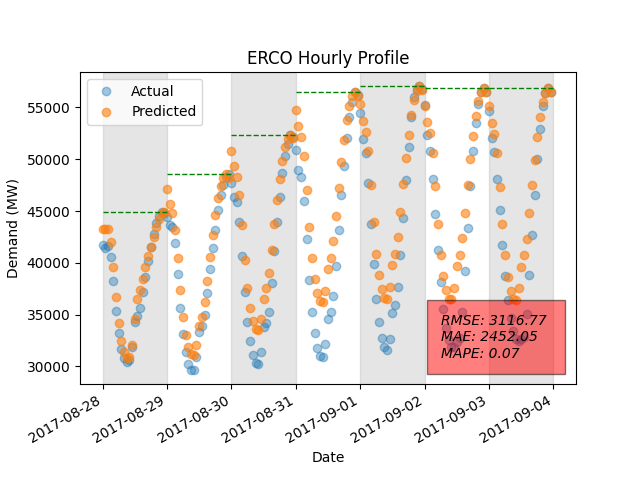 ERCO Hourly Profile
Actual
Predicted
Demand (MW)
55000
50000
45000
40000
35000
30000
RMSE: 3116.77
MAE: 2452.05
MAPE: 0.07
2017-08-28
2017-08-29
2017-08-30
2017-08-31
2017-09-01
2017-09-02
2017-09-03
2017-09-04
Date